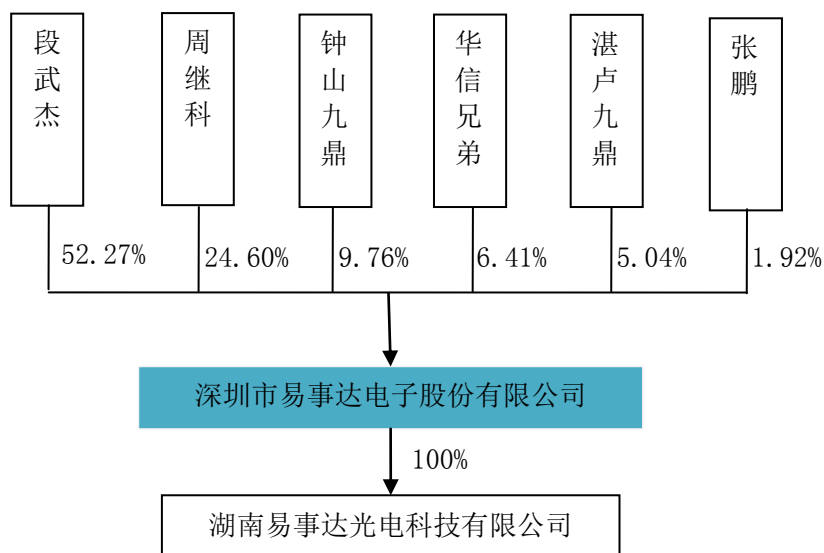 段武杰
周继科
钟山九鼎
华信兄弟
湛卢九鼎
张鹏
52.27%
24.60%
9.76%
6.41%
5.04%
1.92%
深圳市易事达电子股份有限公司
100%
湖南易事达光电科技有限公司